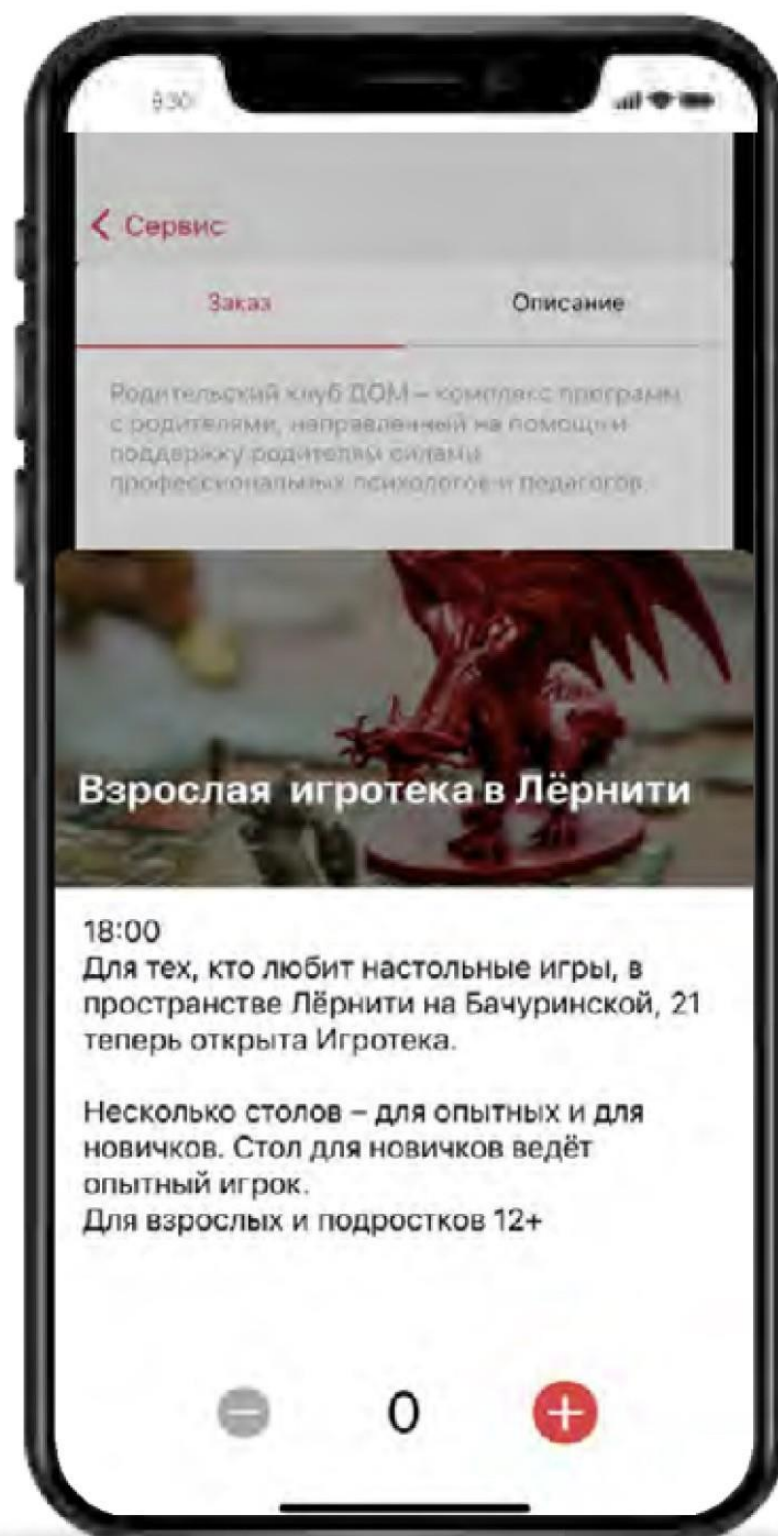 9:30
Сервис
Заказ Описание
Родительский клуб ДОМ – комплекс программ
с родителями, направленный на помощь и
поддержку родителям силами
профессиональных психологов и педагогов.
Взрослая игротека в Лёрнити
18:00
Для тех, кто любит настольные игры, в
пространстве Лёрнити на Бачуринской, 21
теперь открыта Игротека.
Несколько столов – для опытных и для
новичков. Стол для новичков ведёт
опытный игрок.
Для взрослых и подростков 12+
0